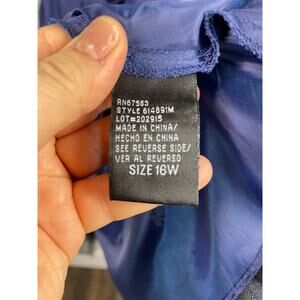 RN67563
STYLE 614891M
LOT=202915
MADE IN CHINA/
HECHO EN CHINA
SEE REVERSE SIDE/
VER AL REVERSO
SIZE 16W